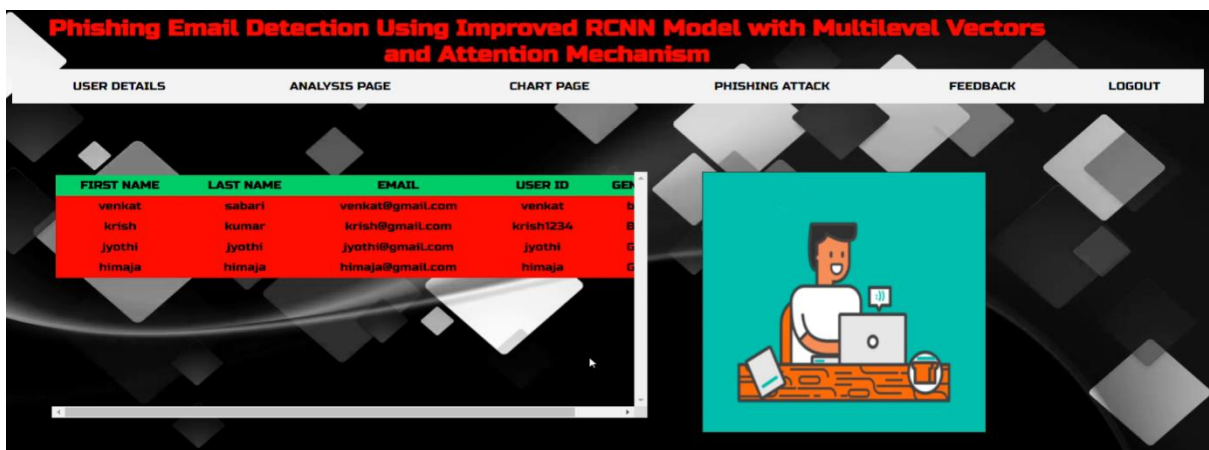 Phishing Email Detection Using Improved RCNN Model with Multilevel Vectors
and Attention Mechanism
USER DETAILS ANALYSIS PAGE CHART PAGE PHISHING ATTACK FEEDBACK LOGOUT
FIRST NAME LAST NAME EMAIL USER ID GEN
venkat sabari venkat@gmail.com venkat b
krish kumar krish@gmail.com krish1234 B
jyothi jyothi jyothi@gmail.com jyothi G
himaja himaja himaja@gmail.com himaja G
:))